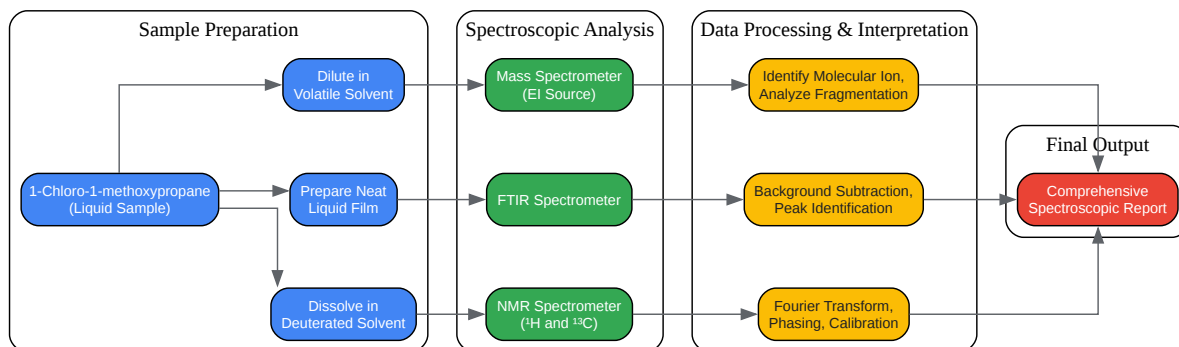 Sample Preparation
Spectroscopic Analysis
Data Processing & Interpretation
Dilute in
Volatile Solvent
Mass Spectrometer
(EI Source)
Identify Molecular Ion,
Analyze Fragmentation
Final Output
1-Chloro-1-methoxypropane
(Liquid Sample)
Prepare Neat
Liquid Film
FTIR Spectrometer
Background Subtraction,
Peak Identification
Comprehensive
Spectroscopic Report
Dissolve in
Deuterated Solvent
NMR Spectrometer
(¹H and ¹³C)
Fourier Transform,
Phasing, Calibration